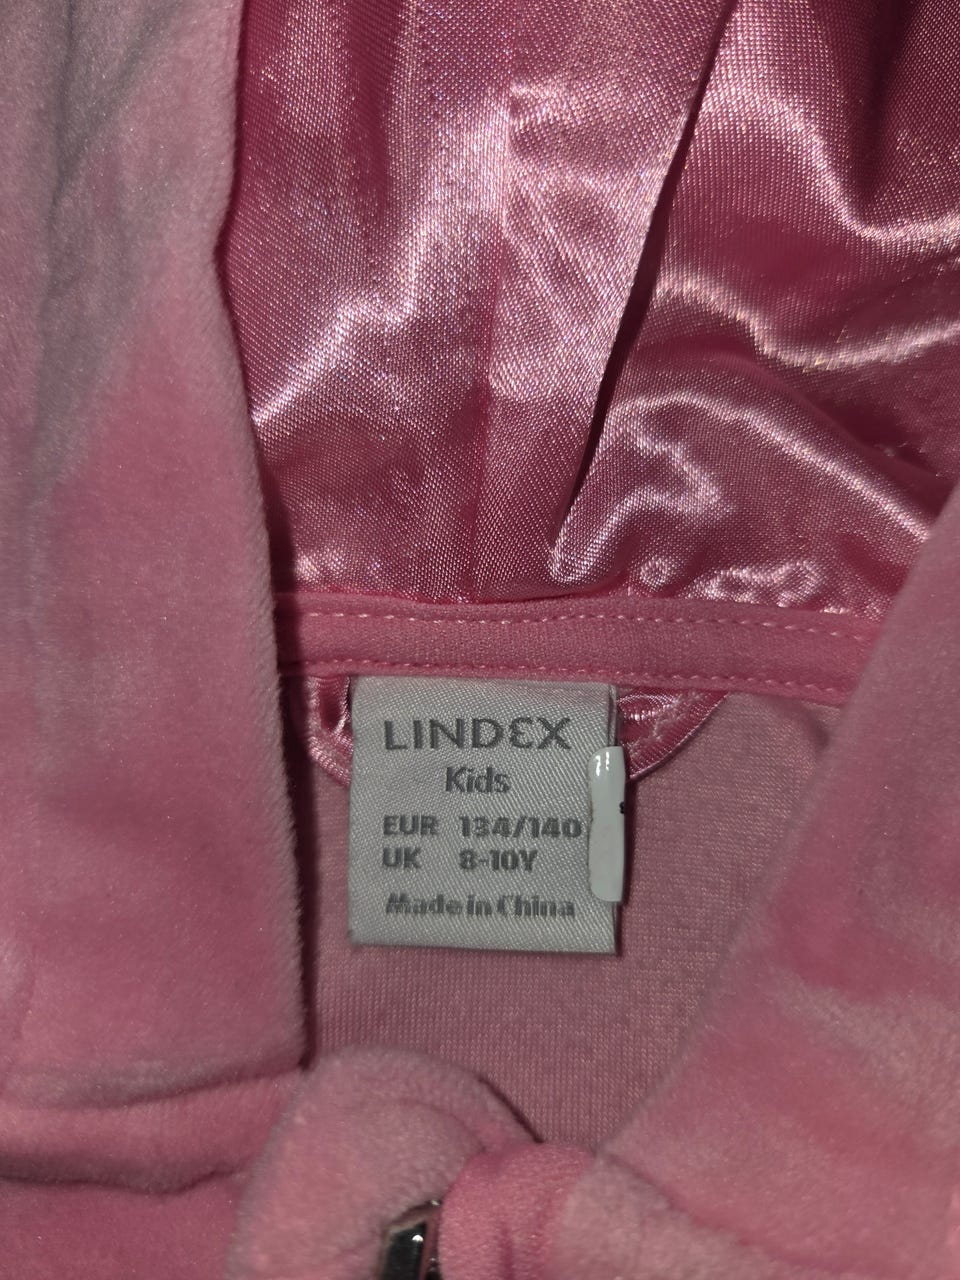 LINDEX
Kids
EUR 134/140
UK 8-10Y
Made in China